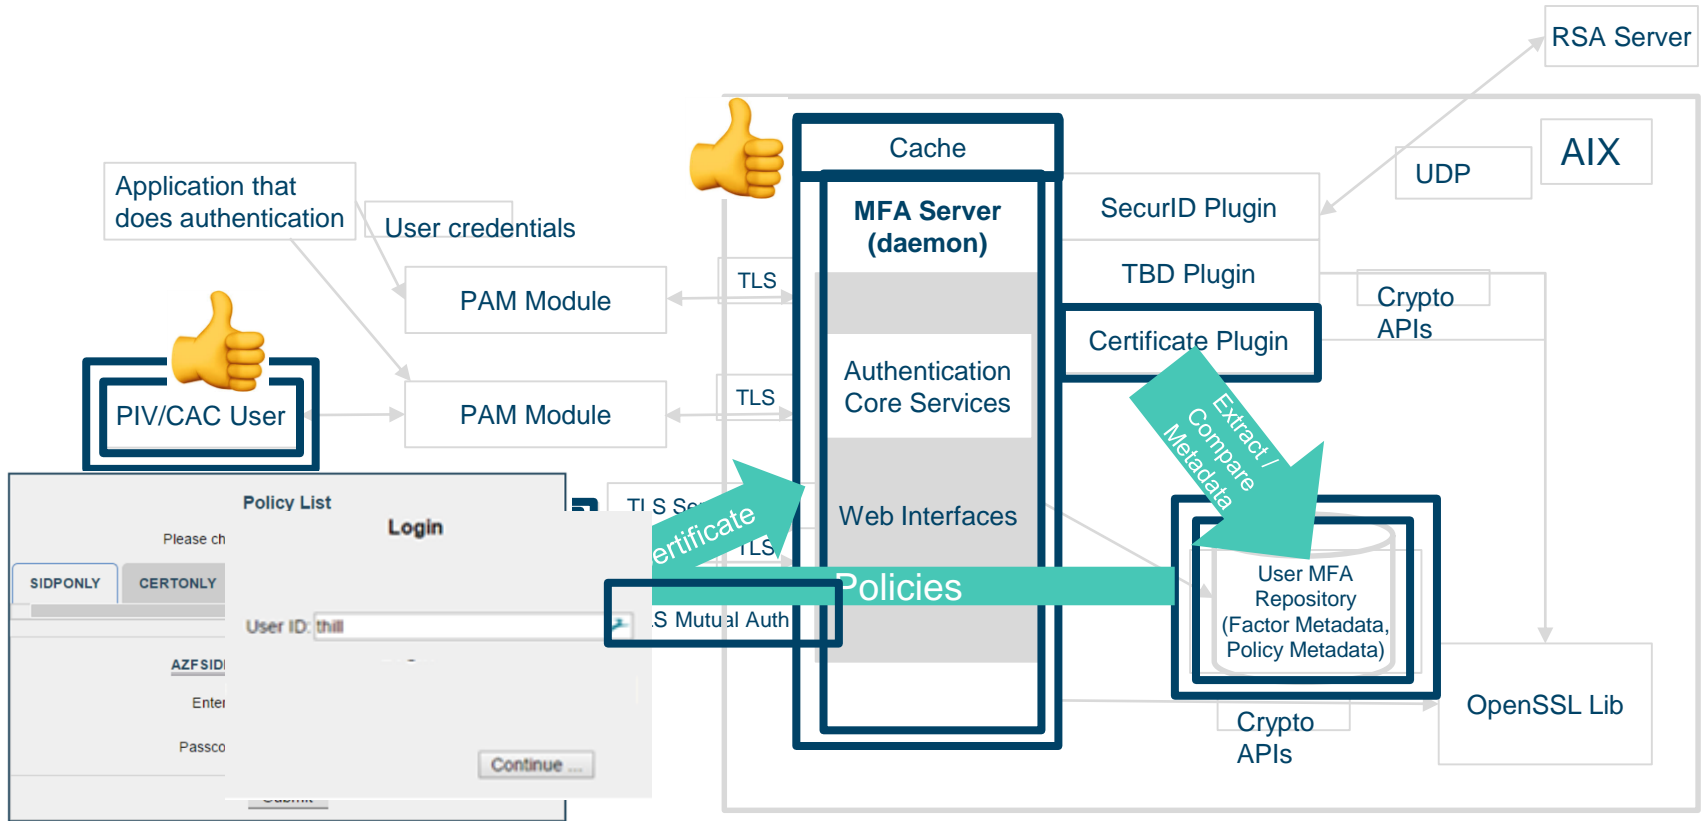 RSA Server
AIX
UDP
Cache
Application that
does authentication
User credentials
MFA Server
(daemon)
SecurID Plugin
TBD Plugin
Certificate Plugin
Crypto
APIs
TLS
PAM Module
Authentication
Core Services
TLS
PAM Module
PIV/CAC User
Extract /
Compare
Metadata
Policy List
Login
Please ch
TLS Se
ertificate
TLS
Web Interfaces
SIDPONLY
CERTONLY
Policies
User MFA
Repository
(Factor Metadata,
Policy Metadata)
User ID: thill
S Mutual Auth
AZFSID
Enter
Passco
Continue ...
Submit
Crypto
APIs
OpenSSL Lib